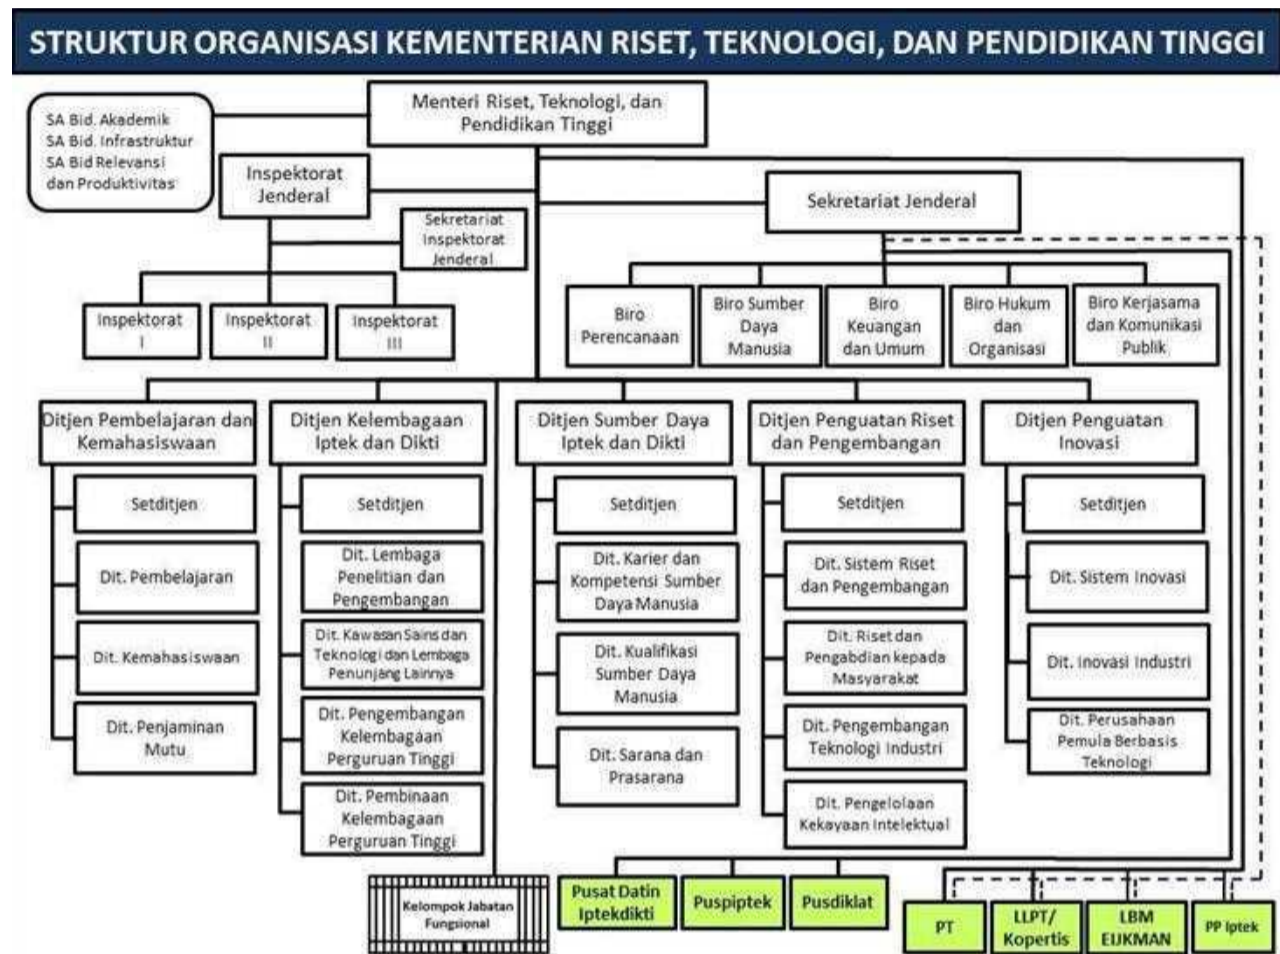 STRUKTUR ORGANISASI KEMENTERIAN RISET, TEKNOLOGI, DAN PENDIDIKAN TINGGI
Menteri Riset, Teknologi, dan
Pendidikan Tinggi
SA Bid. Akademik
SA Bid. Infrastruktur
SA Bid Relevansi
dan Produktivitas
Inspektorat
Jenderal
Sekretariat Jenderal
Sekretariat
Inspektorat
Jenderal
Inspektorat
I
Inspektorat
II
Inspektorat
III
Biro
Perencanaan
Biro Sumber
Daya
Manusia
Biro
Keuangan
dan Umum
Biro Hukum
dan
Organisasi
Biro Kerjasama
dan Komunikasi
Publik
Ditjen Pembelajaran dan
Kemahasiswaan
Setditjen
Dit. Pembelajaran
Dit. Kemahasiswaan
Dit. Penjaminan
Mutu
Ditjen Kelembagaan
Iptek dan Dikti
Setditjen
Dit. Lembaga
Penelitian dan
Pengembangan
Dit. Kawasan Sains dan
Teknologi dan Lembaga
Penunjang Lainnya
Dit. Pengembangan
Kelembagaan
Perguruan Tinggi
Dit. Pembinaan
Kelembagaan
Perguruan Tinggi
Ditjen Sumber Daya
Iptek dan Dikti
Setditjen
Dit. Karier dan
Kompetensi Sumber
Daya Manusia
Dit. Kualifikasi
Sumber Daya
Manusia
Dit. Sarana dan
Prasarana
Ditjen Penguatan Riset
dan Pengembangan
Setditjen
Dit. Sistem Riset
dan Pengembangan
Dit. Riset dan
Pengabdian kepada
Masyarakat
Dit. Pengembangan
Teknologi Industri
Dit. Pengelolaan
Kekayaan Intelektual
Ditjen Penguatan
Inovasi
Setditjen
Dit. Sistem Inovasi
Dit. Inovasi Industri
Dit. Perusahaan
Pemula Berbasis
Teknologi
Kelompok Jabatan
Fungsional
Pusat Datin
Iptekdikti
Puspiptek
Pusdiklat
PT
LLPT/
Kopertis
LBM
EIJKMAN
PP Iptek